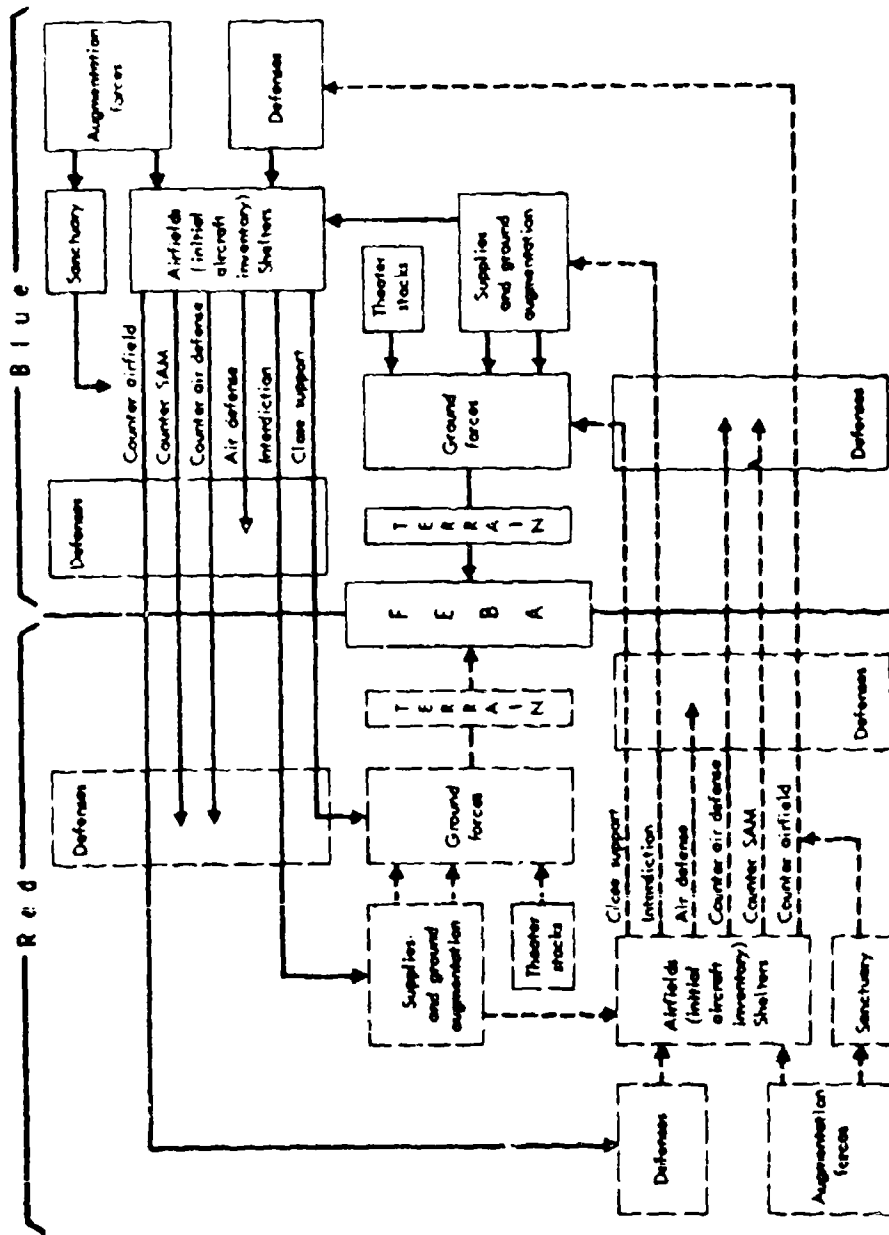 Red
Blue
Defenses
Defenses
Counter airfield
Counter SAM
Counter air defense
Air defense
Interdiction
Close support
Sanctuary
Airfields
(initial
aircraft
inventory)
Shelters
Augmentation
forces
Defenses
Supplies
and ground
augmentation
Theater
stocks
Ground
forces
TERRAIN
FEBA
TERRAIN
Ground
forces
Theater
stocks
Supplies
and ground
augmentation
Defenses
Augmentation
forces
Airfields
(initial
aircraft
inventory)
Shelters
Sanctuary
Close support
Interdiction
Air defense
Counter air defense
Counter SAM
Counter airfield
Defenses
Defenses